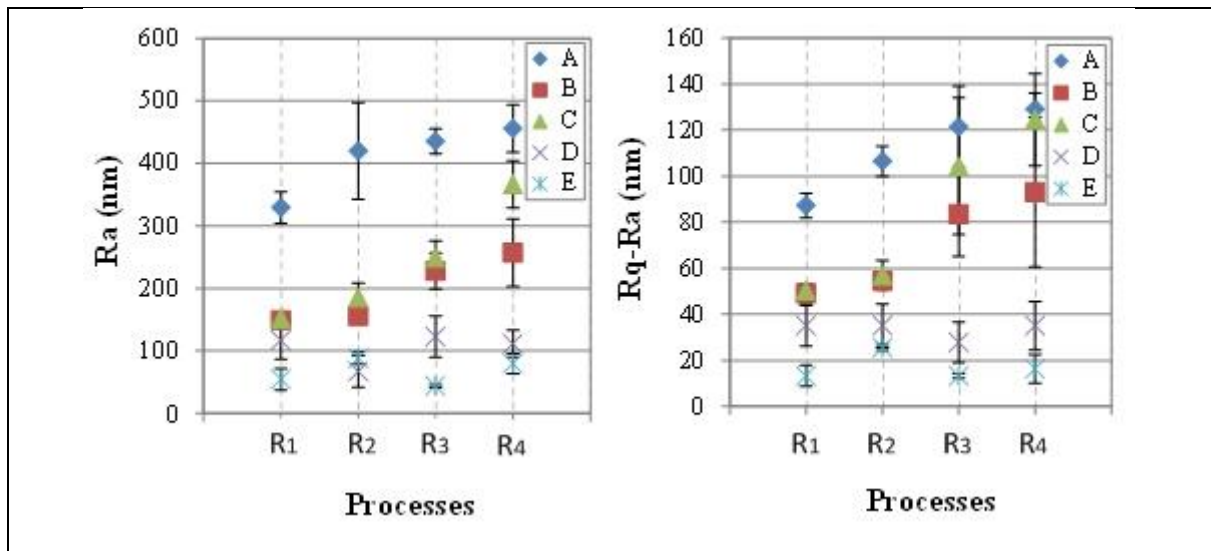 600
500
400
300
200
100
0
Ra (nm)
A
B
C
D
E
R1 R2 R3 R4
Processes
160
140
120
100
80
60
40
20
0
Rq-Ra (nm)
A
B
C
D
E
R1 R2 R3 R4
Processes